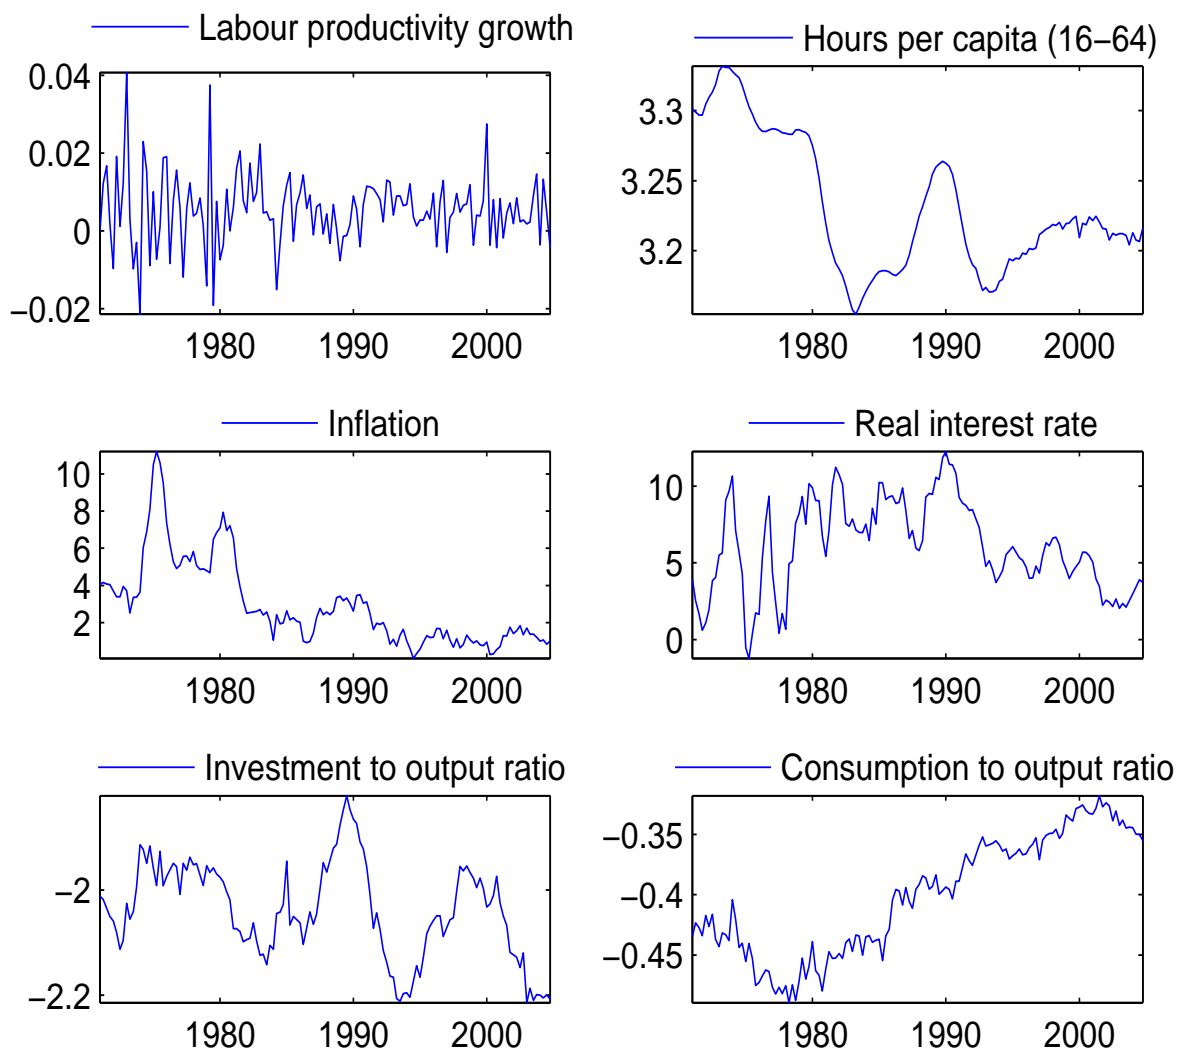 Labour productivity growth
0.04
0.02
0
−0.02
1980 1990 2000
Hours per capita (16−64)
3.3
3.25
3.2
1980 1990 2000
Inflation
10
8
6
4
2
1980 1990 2000
Real interest rate
10
5
0
1980 1990 2000
Investment to output ratio
−2
−2.2
1980 1990 2000
Consumption to output ratio
−0.35
−0.4
−0.45
1980 1990 2000